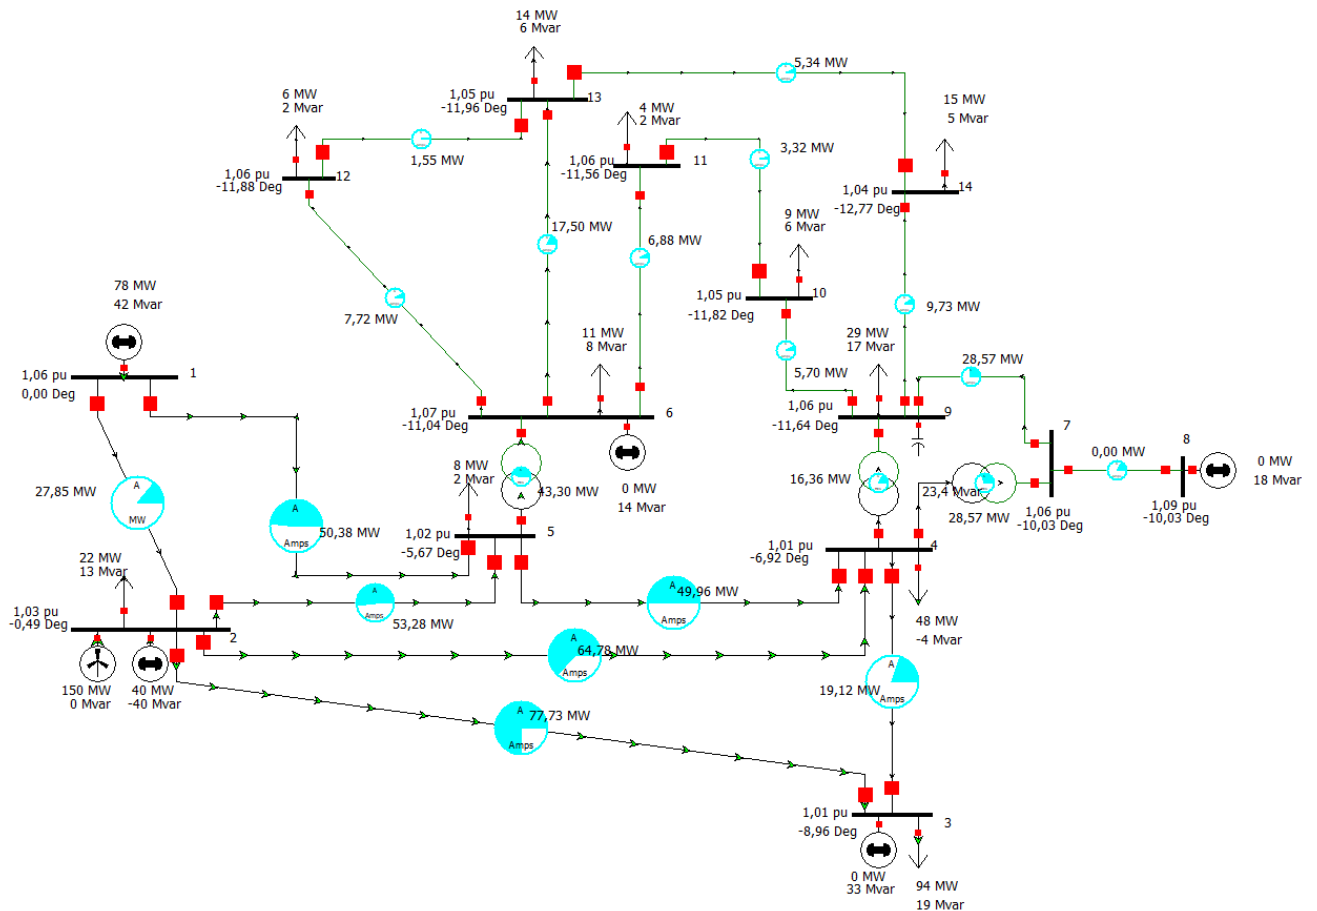 14 MW
6 Mvar
5,34 MW
1,05 pu
-11,96 Deg
13
6 MW
2 Mvar
4 MW
2 Mvar
15 MW
5 Mvar
1,55 MW
3,32 MW
1,06 pu
-11,88 Deg
12
1,06 pu
-11,56 Deg
11
1,04 pu
-12,77 Deg
14
17,50 MW
6,88 MW
9 MW
6 Mvar
1,05 pu
-11,82 Deg
10
7,72 MW
9,73 MW
78 MW
42 Mvar
11 MW
8 Mvar
29 MW
17 Mvar
5,70 MW
28,57 MW
1,06 pu
0,00 Deg
1
1,07 pu
-11,04 Deg
6
1,06 pu
-11,64 Deg
9
7
8
0,00 MW
0 MW
18 Mvar
8 MW
2 Mvar
43,30 MW
0 MW
14 Mvar
16,36 MW
23,4 Mvar
28,57 MW
1,06 pu
-10,03 Deg
1,09 pu
-10,03 Deg
27,85 MW
A
MW
A
Amps
50,38 MW
1,02 pu
-5,67 Deg
5
1,01 pu
-6,92 Deg
4
22 MW
13 Mvar
A
Amps
53,28 MW
A
49,96 MW
Amps
48 MW
-4 Mvar
1,03 pu
-0,49 Deg
2
A
64,78 MW
Amps
150 MW
0 Mvar
40 MW
-40 Mvar
A
19,12 MW
Amps
A
77,73 MW
Amps
1,01 pu
-8,96 Deg
3
0 MW
33 Mvar
94 MW
19 Mvar